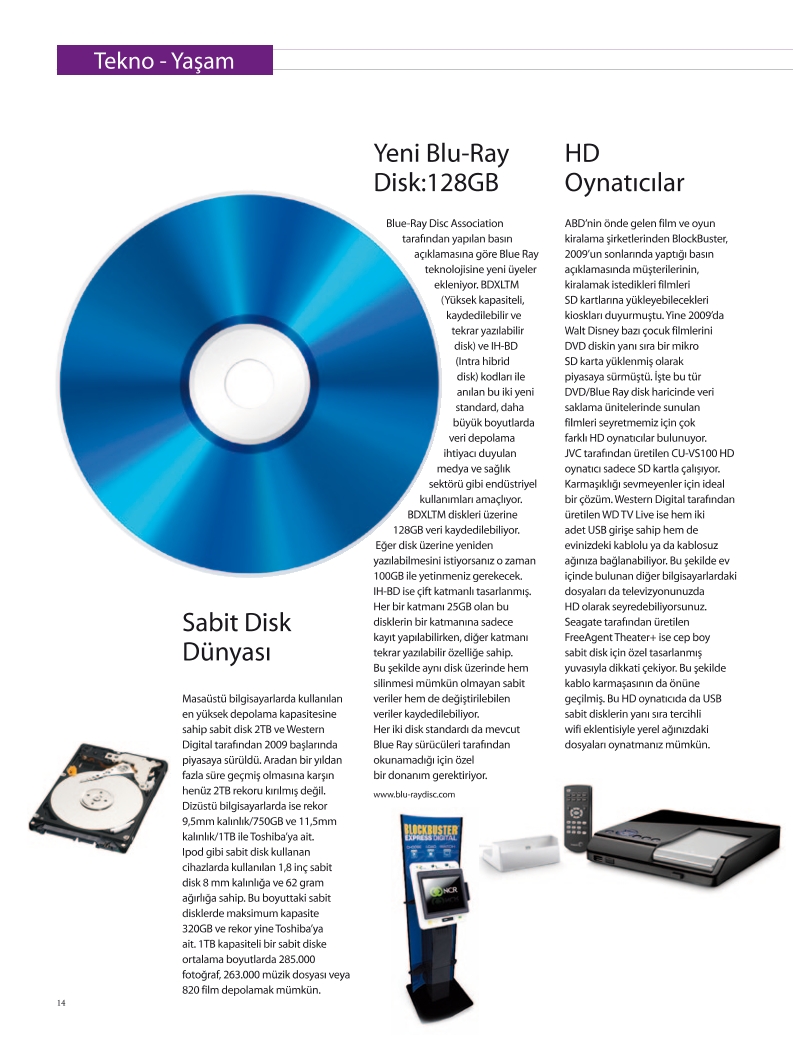 Tekno - Yaşam
Yeni Blu-Ray
Disk:128GB
Blue-Ray Disc Association
tarafından yapılan basın
açıklamasına göre Blue Ray
teknolojisine yeni üyeler
ekleniyor. BDXLTM
(Yüksek kapasiteli,
kaydedilebilir ve
tekrar yazılabilir
disk) ve IH-BD
(Intra hibrid
disk) kodları ile
anılan bu iki yeni
standard, daha
büyük boyutlarda
veri depolama
ihtiyacı duyulan
medya ve sağlık
sektörü gibi endüstriyel
kullanımları amaçlıyor.
BDXLTM diskleri üzerine
128GB veri kaydedilebiliyor.
Eğer disk üzerine yeniden
yazılabilmesini istiyorsanız o zaman
100GB ile yetinmeniz gerekecek.
IH-BD ise çift katmanlı tasarlanmış.
Her bir katmanı 25GB olan bu
disklerin bir katmanına sadece
kayıt yapılabilirken, diğer katmanı
tekrar yazılabilir özelliğe sahip.
Bu şekilde aynı disk üzerinde hem
silinmesi mümkün olmayan sabit
veriler hem de değiştirilebilen
veriler kaydedilebiliyor.
Her iki disk standardı da mevcut
Blue Ray sürücüleri tarafından
okunamadığı için özel
bir donanım gerektiriyor.
www.blu-raydisc.com
HD
Oynatıcılar
ABD'nin önde gelen film ve oyun
kiralama şirketlerinden BlockBuster,
2009'un sonlarında yaptığı basın
açıklamasında müşterilerinin,
kiralamak istedikleri filmleri
SD kartlarına yükleyebilecekleri
kioskları duyurmuştu. Yine 2009'da
Walt Disney bazı çocuk filmlerini
DVD diskin yanı sıra bir mikro
SD karta yüklenmiş olarak
piyasaya sürmüştü. İşte bu tür
DVD/Blue Ray disk haricinde veri
saklama ünitelerinde sunulan
filmleri seyretmemiz için çok
farklı HD oynatıcılar bulunuyor.
JVC tarafından üretilen CU-VS100 HD
oynatıcı sadece SD kartla çalışıyor.
Karmaşıklığı sevmeyenler için ideal
bir çözüm. Western Digital tarafından
üretilen WD TV Live ise hem iki
adet USB girişe sahip hem de
evinizdeki kablolu ya da kablosuz
ağınıza bağlanabiliyor. Bu şekilde ev
içinde bulunan diğer bilgisayarlardaki
dosyaları da televizyonunuzda
HD olarak seyredebiliyorsunuz.
Seagate tarafından üretilen
FreeAgent Theater+ ise cep boy
sabit disk için özel tasarlanmış
yuvasıyla dikkati çekiyor. Bu şekilde
kablo karmaşasının da önüne
geçilmiş. Bu HD oynatıcıda da USB
sabit disklerin yanı sıra tercihli
wifi eklentisiyle yerel ağınızdaki
dosyaları oynatmanız mümkün.
Sabit Disk
Dünyası
Masaüstü bilgisayarlarda kullanılan
en yüksek depolama kapasitesine
sahip sabit disk 2TB ve Western
Digital tarafından 2009 başlarında
piyasaya sürüldü. Aradan bir yıldan
fazla süre geçmiş olmasına karşın
henüz 2TB rekoru kırılmış değil.
Dizüstü bilgisayarlarda ise rekor
9,5mm kalınlık/750GB ve 11,5mm
kalınlık/1TB ile Toshiba'ya ait.
Ipod gibi sabit disk kullanan
cihazlarda kullanılan 1,8 inç sabit
disk 8 mm kalınlığa ve 62 gram
ağırlığa sahip. Bu boyuttaki sabit
disklerde maksimum kapasite
320GB ve rekor yine Toshiba'ya
ait. 1TB kapasiteli bir sabit diske
ortalama boyutlarda 285.000
fotoğraf, 263.000 müzik dosyası veya
820 film depolamak mümkün.
BLOCKBUSTER
EXPRESS DIGITAL
NCR
14